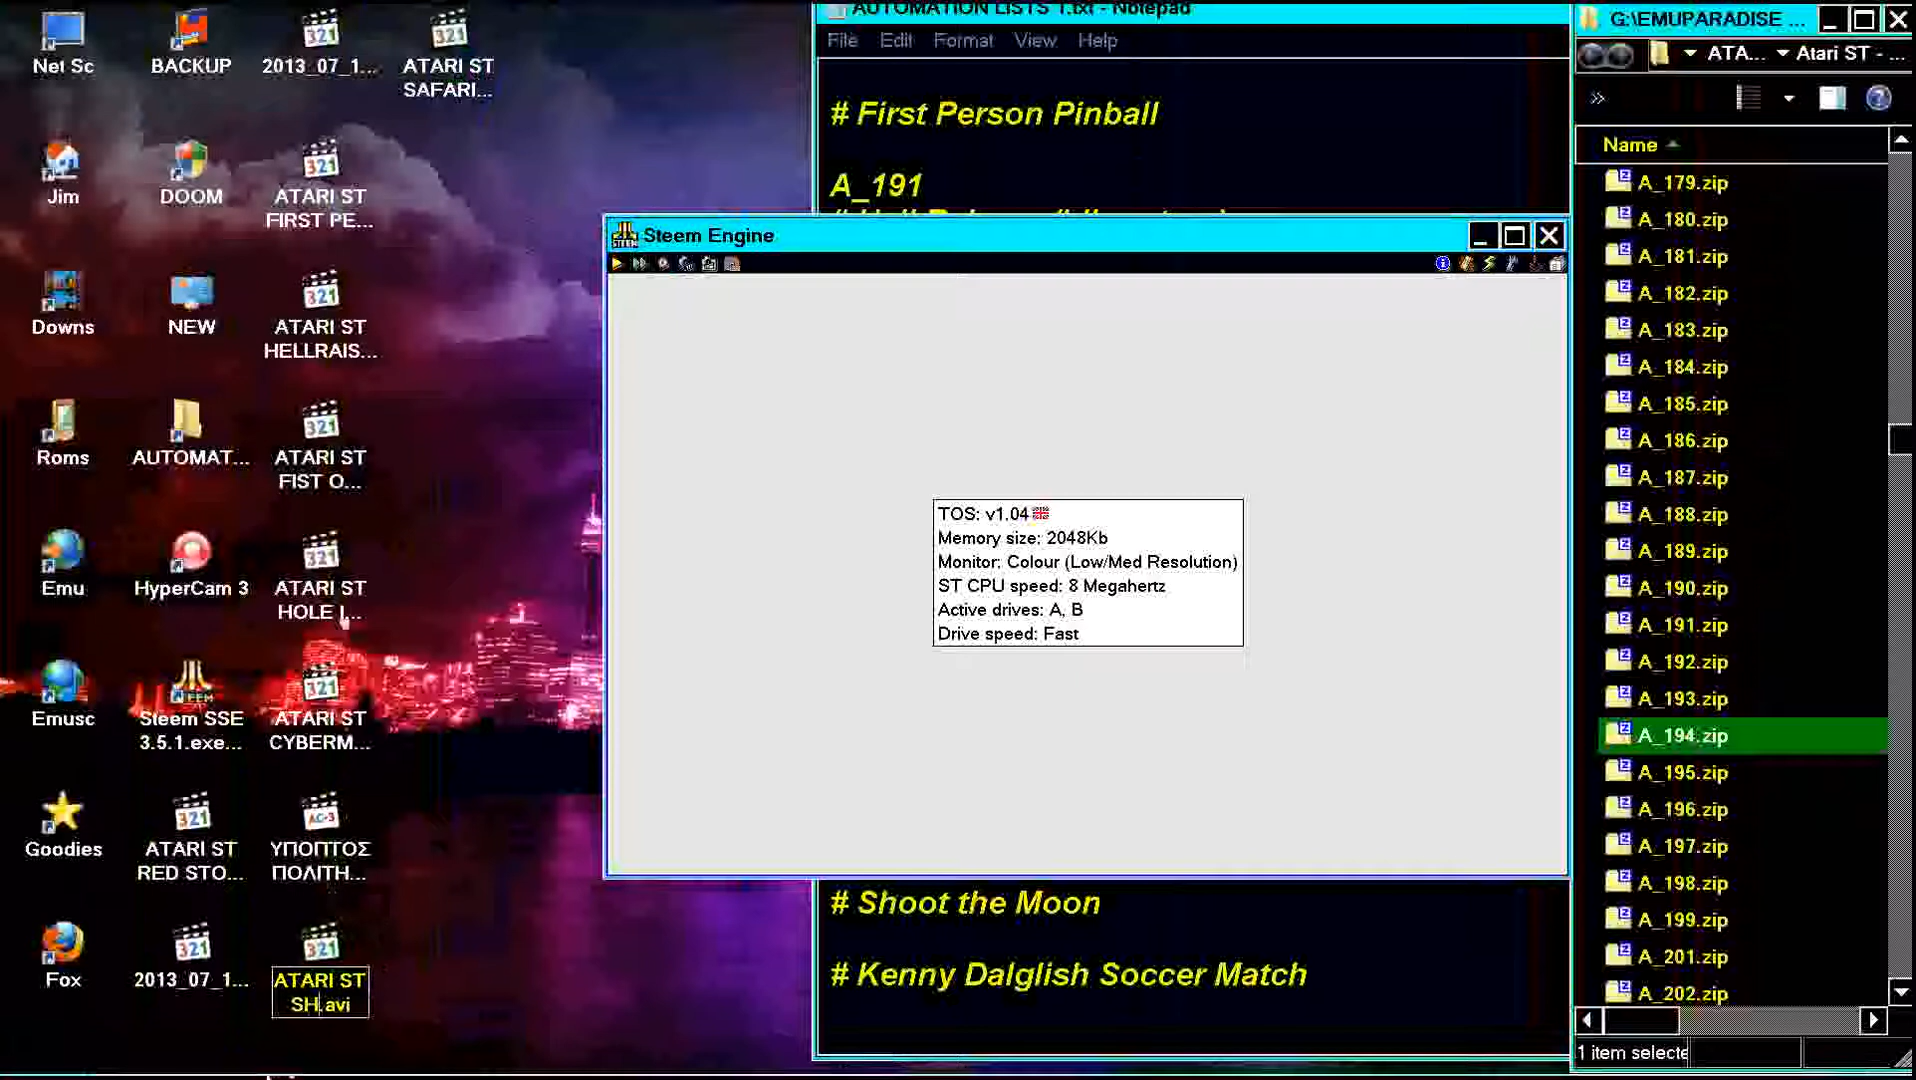 Net Sc
BACKUP
2013_07_1...
ATARI ST
SAFARI...
Jim
DOOM
ATARI ST
FIRST PE...
Downs
NEW
ATARI ST
HELLRAIS...
Roms
AUTOMAT...
ATARI ST
FIST O...
Emu
HyperCam 3
ATARI ST
HOLE I...
Emusc
Steem SSE
3.5.1.exe...
ATARI ST
CYBERM...
Goodies
ATARI ST
RED STO...
ΥΠΟΠΤΟΣ
ΠΟΛΙΤΗ...
Fox
2013_07_1...
ATARI ST
SH.avi
AUTOMATION LISTS 1.txt - Notepad
File Edit Format View Help
# First Person Pinball
A_191
Steem Engine
TOS: v1.04
Memory size: 2048Kb
Monitor: Colour (Low/Med Resolution)
ST CPU speed: 8 Megahertz
Active drives: A, B
Drive speed: Fast
# Shoot the Moon
# Kenny Dalglish Soccer Match
G:\EMUPARADISE ...
ATA... Atari ST - ...
Name
A_179.zip
A_180.zip
A_181.zip
A_182.zip
A_183.zip
A_184.zip
A_185.zip
A_186.zip
A_187.zip
A_188.zip
A_189.zip
A_190.zip
A_191.zip
A_192.zip
A_193.zip
A_194.zip
A_195.zip
A_196.zip
A_197.zip
A_198.zip
A_199.zip
A_201.zip
A_202.zip
1 item selecte